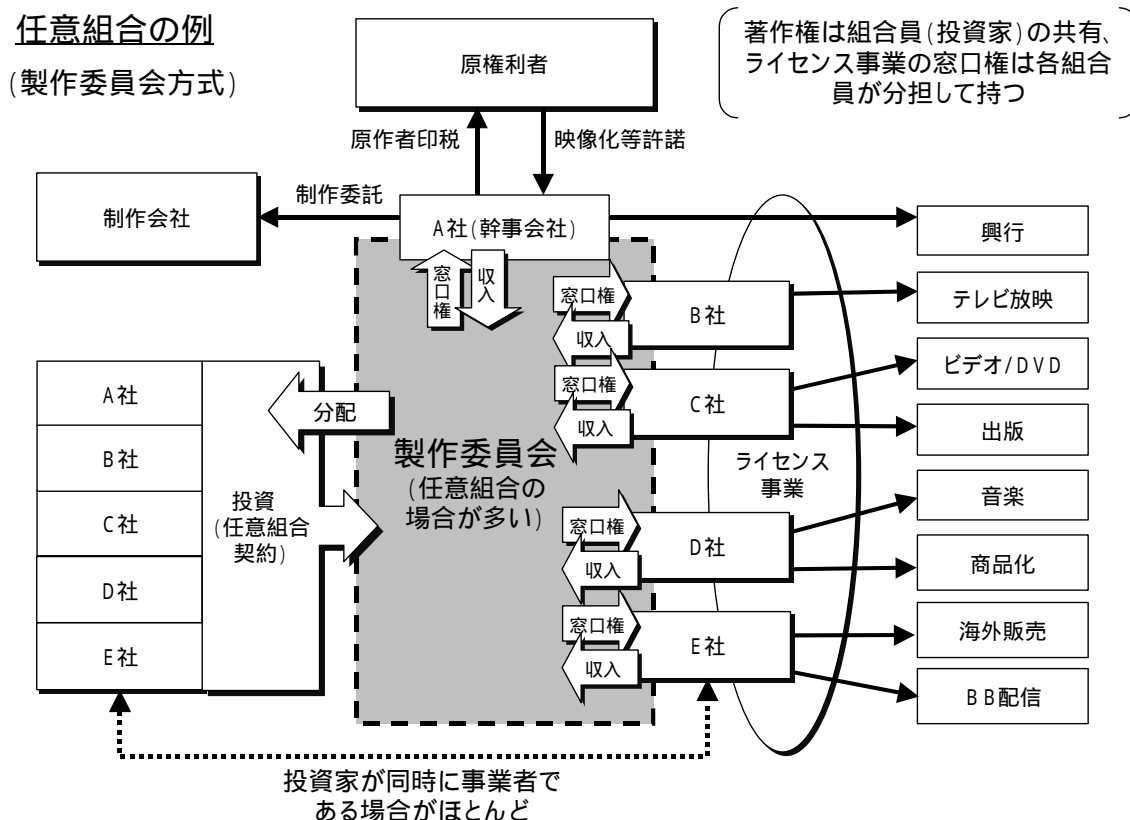 任意組合の例
(製作委員会方式)
著作権は組合員(投資家)の共有、
ライセンス事業の窓口権は各組合
員が分担して持つ
原権利者
原作者印税
映像化等許諾
制作会社
制作委託
A社(幹事会社)
窓口権
収入
興行
窓口権
収入
B社
テレビ放映
窓口権
収入
C社
ビデオ/DVD
出版
A社
B社
C社
D社
E社
分配
投資
(任意組合
契約)
製作委員会
(任意組合の
場合が多い)
ライセンス
事業
窓口権
収入
D社
音楽
商品化
窓口権
収入
E社
海外販売
BB配信
投資家が同時に事業者で
ある場合がほとんど